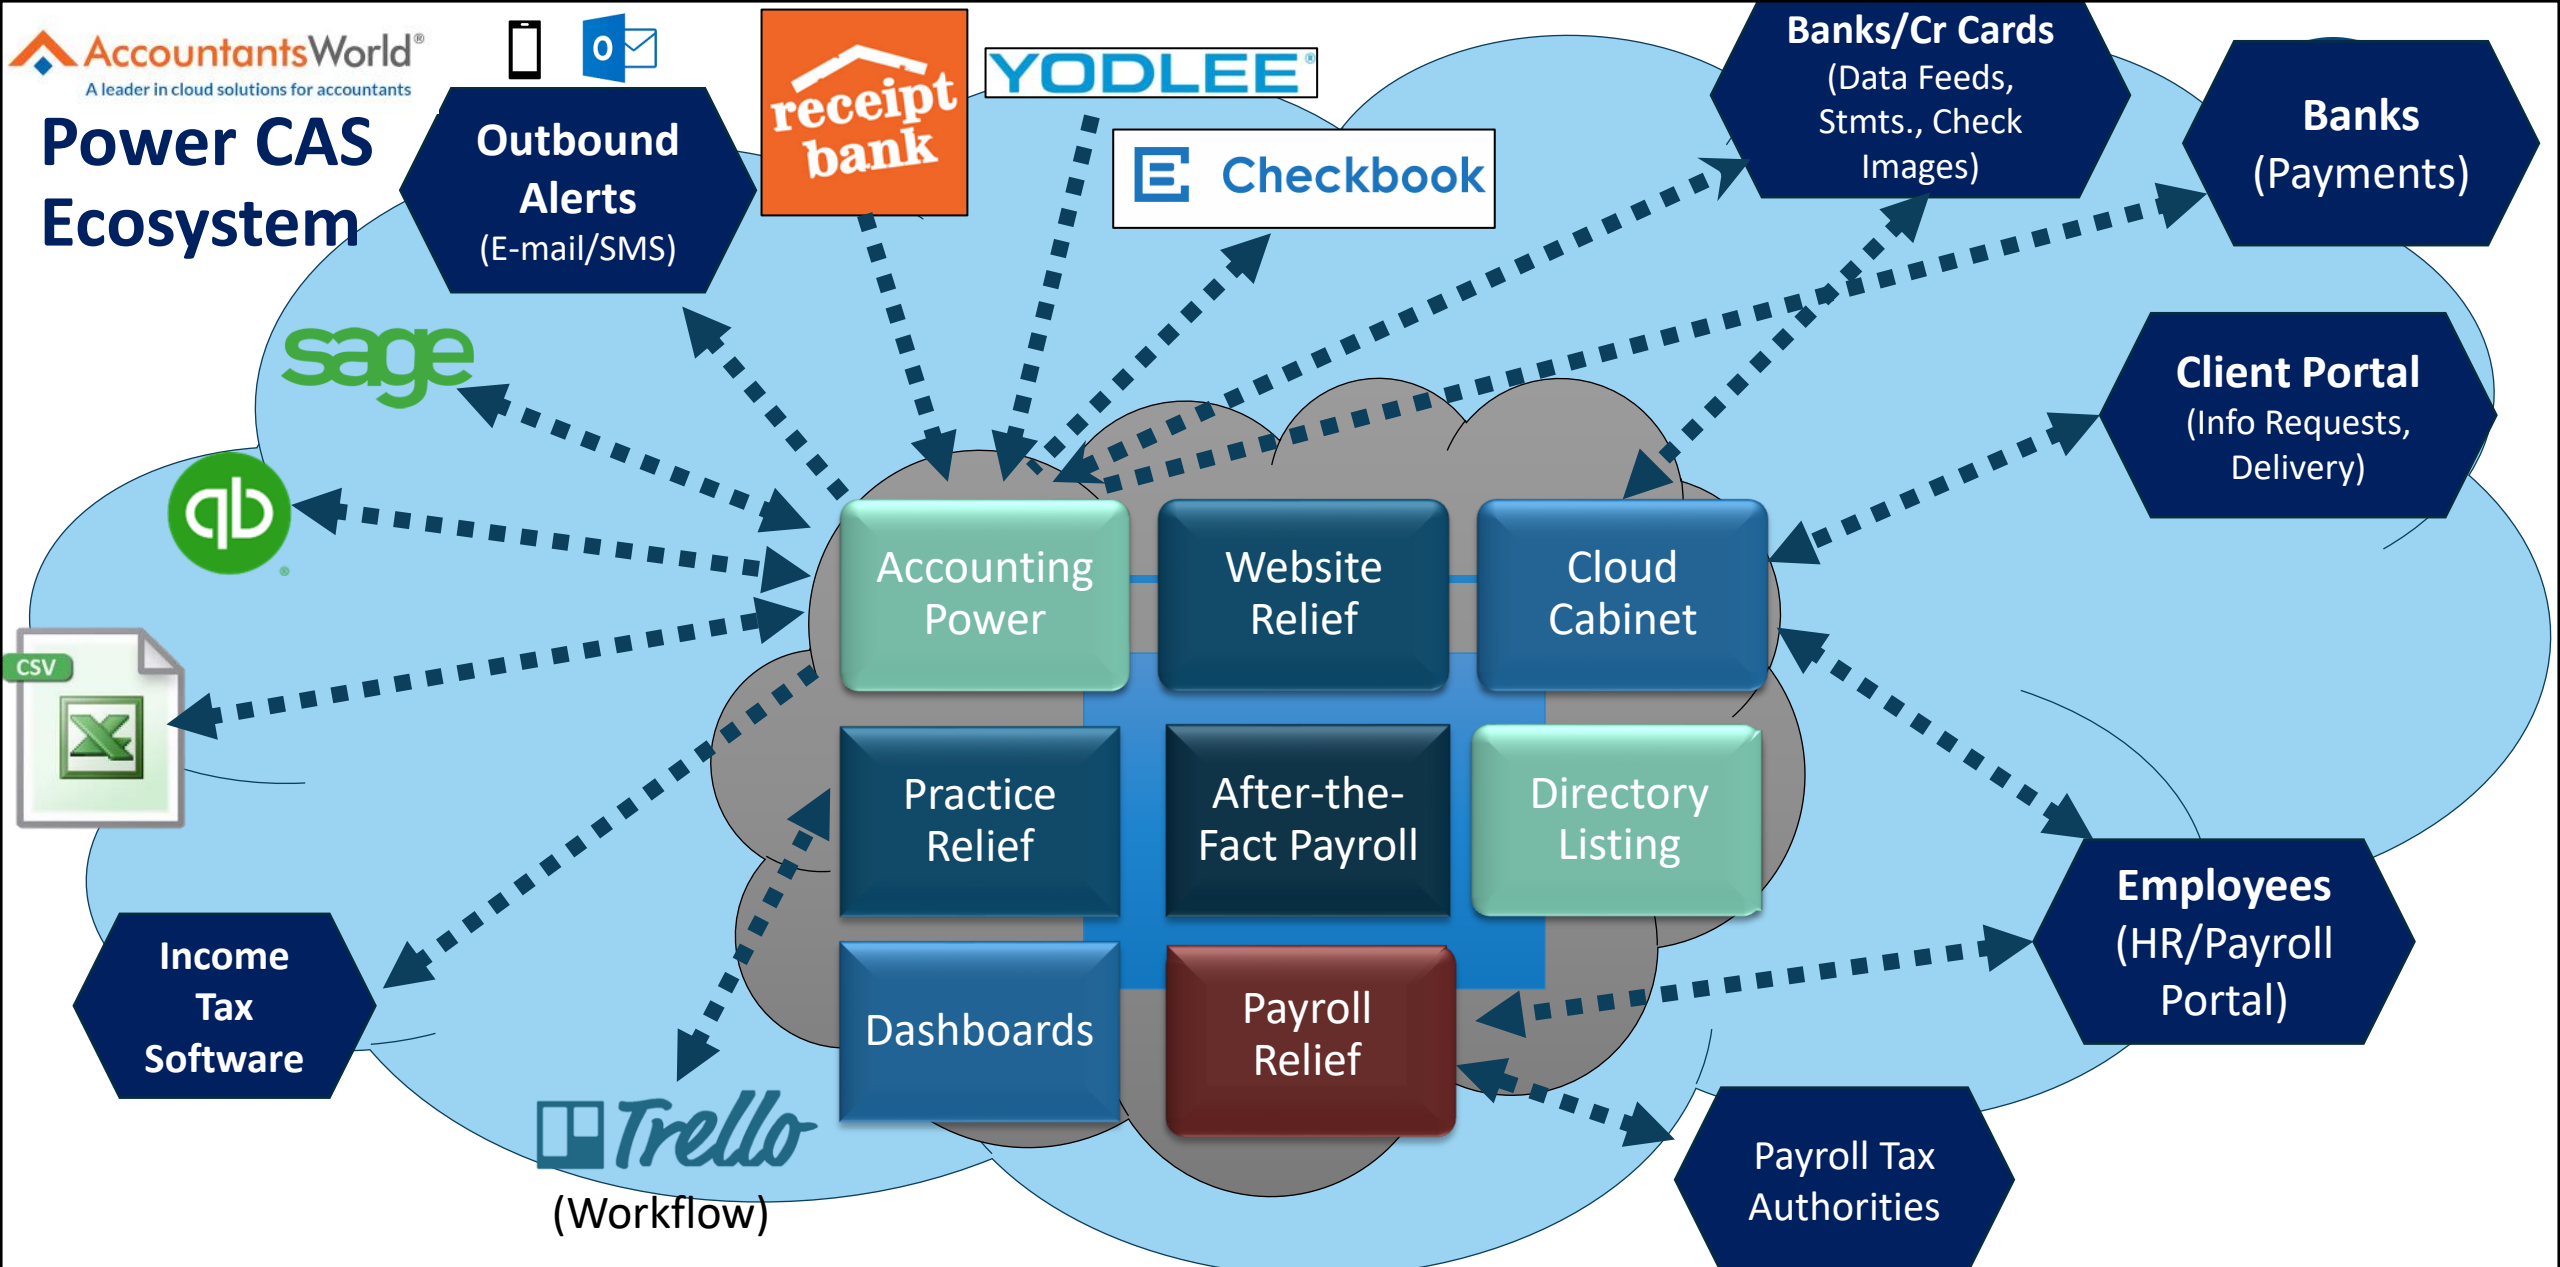 AccountantsWorld®
A leader in cloud solutions for accountants
Power CAS
Ecosystem
O
Outbound
Alerts
(E-mail/SMS)
receipt
bank
YODLEE®
Checkbook
Banks/Cr Cards
(Data Feeds,
Stmts., Check
Images)
Banks
(Payments)
sage
Client Portal
(Info Requests,
Delivery)
qb®
CSV
X
Accounting
Power
Website
Relief
Cloud
Cabinet
Practice
Relief
After-the-
Fact Payroll
Directory
Listing
Dashboards
Payroll
Relief
Employees
(HR/Payroll
Portal)
Income
Tax
Software
Trello
(Workflow)
Payroll Tax
Authorities